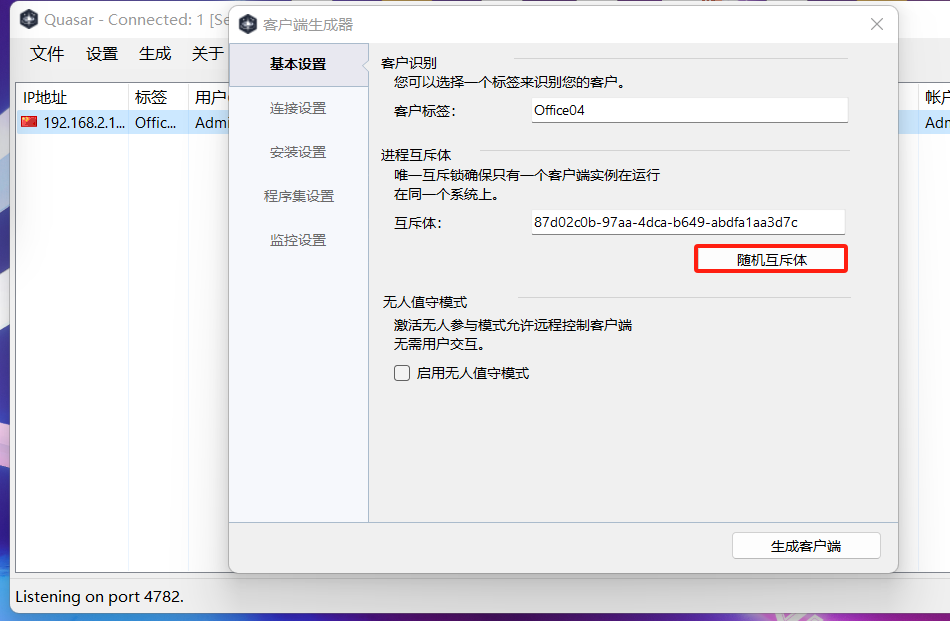 Quasar - Connected: 1 [Se
文件 设置 生成 关于
IP地址 标签 用户
192.168.2.1... Offic... Admi
帐户
Adm
客户端生成器
基本设置
连接设置
安装设置
程序集设置
监控设置
客户识别
您可以选择一个标签来识别您的客户。
客户标签: Office04
进程互斥体
唯一互斥锁确保只有一个客户端实例在运行
在同一个系统上。
互斥体: 87d02c0b-97aa-4dca-b649-abdfa1aa3d7c
随机互斥体
无人值守模式
激活无人参与模式允许远程控制客户端
无需用户交互。
启用无人值守模式
生成客户端
Listening on port 4782.